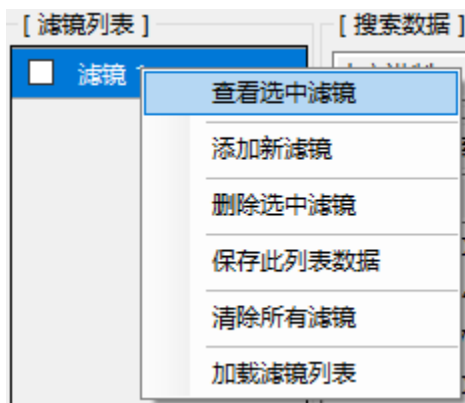 [ 滤镜列表 ]
[ 搜索数据 ]
滤镜
查看选中滤镜
添加新滤镜
删除选中滤镜
保存此列表数据
清除所有滤镜
加载滤镜列表